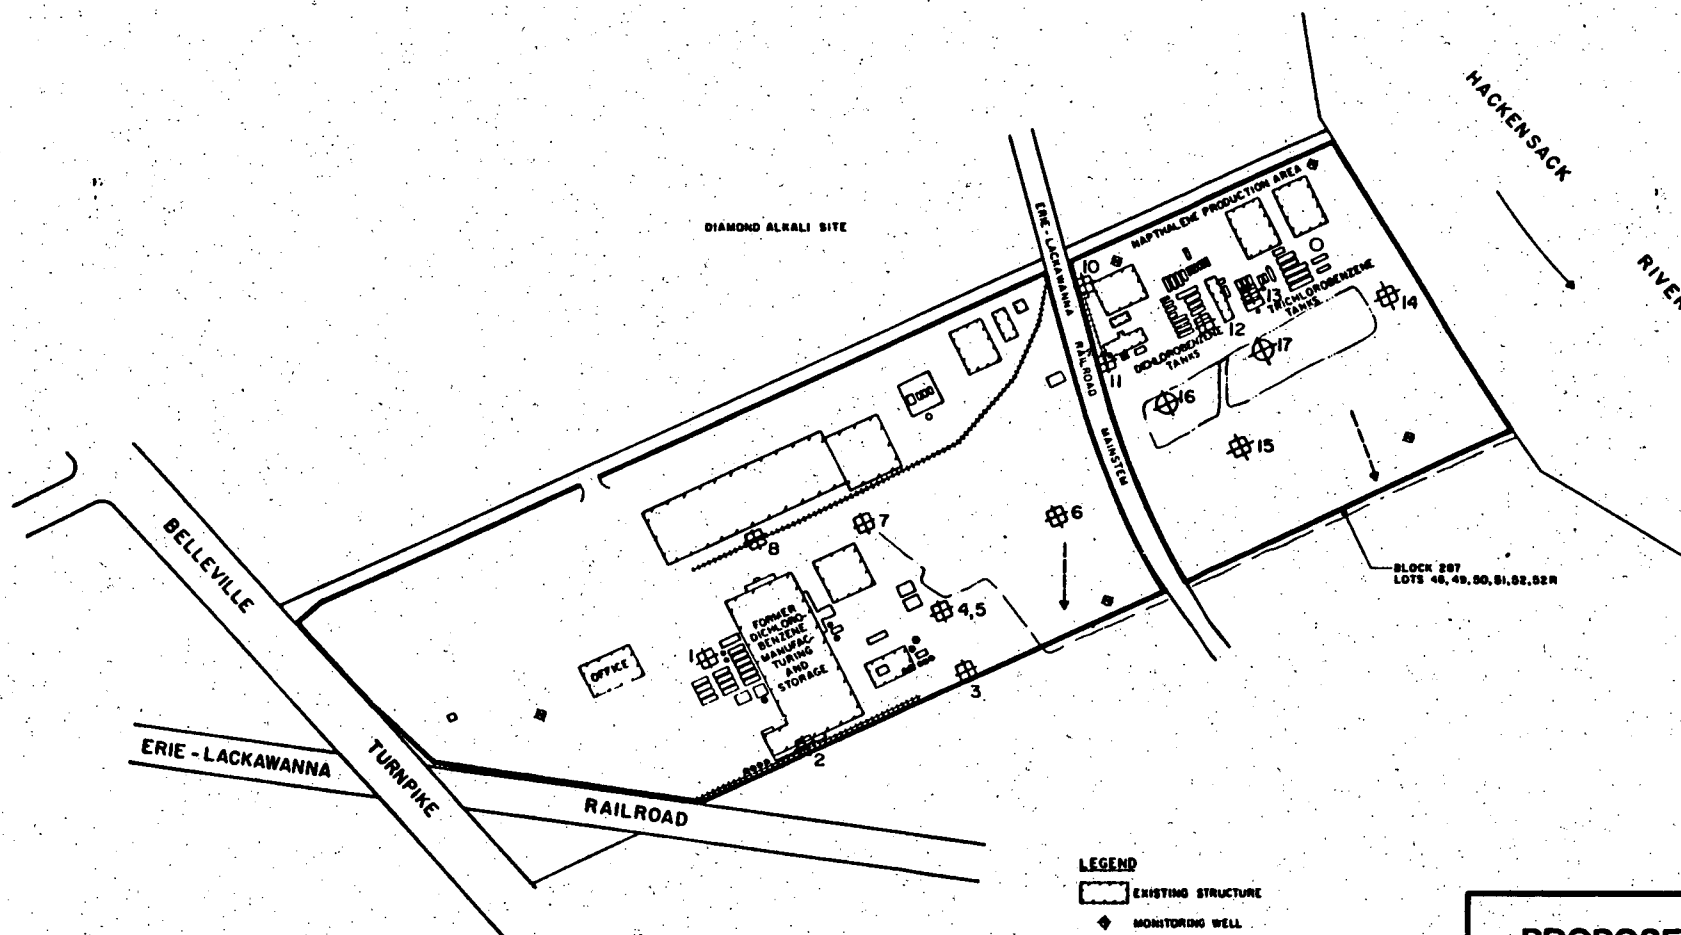 HACKENSACK
RIVER
DIAMOND ALKALI SITE
ERIE - LACKAWANNA
RAILROAD
MAINSTEM
NAPTHALENE PRODUCTION AREA
10
13
TRICHLOROBENZENE
TANKS
14
12
DICHLOROBENZENE
TANKS
11
17
16
15
6
7
8
4,5
BLOCK 287
LOTS 48, 49, 50, 51, 52, 52R
BELLEVILLE
TURNPIKE
FORMER
DICHLORO-
BENZENE
MANUFAC-
TURING
AND
STORAGE
1
OFFICE
3
2
ERIE - LACKAWANNA
RAILROAD
LEGEND
EXISTING STRUCTURE
MONITORING WELL